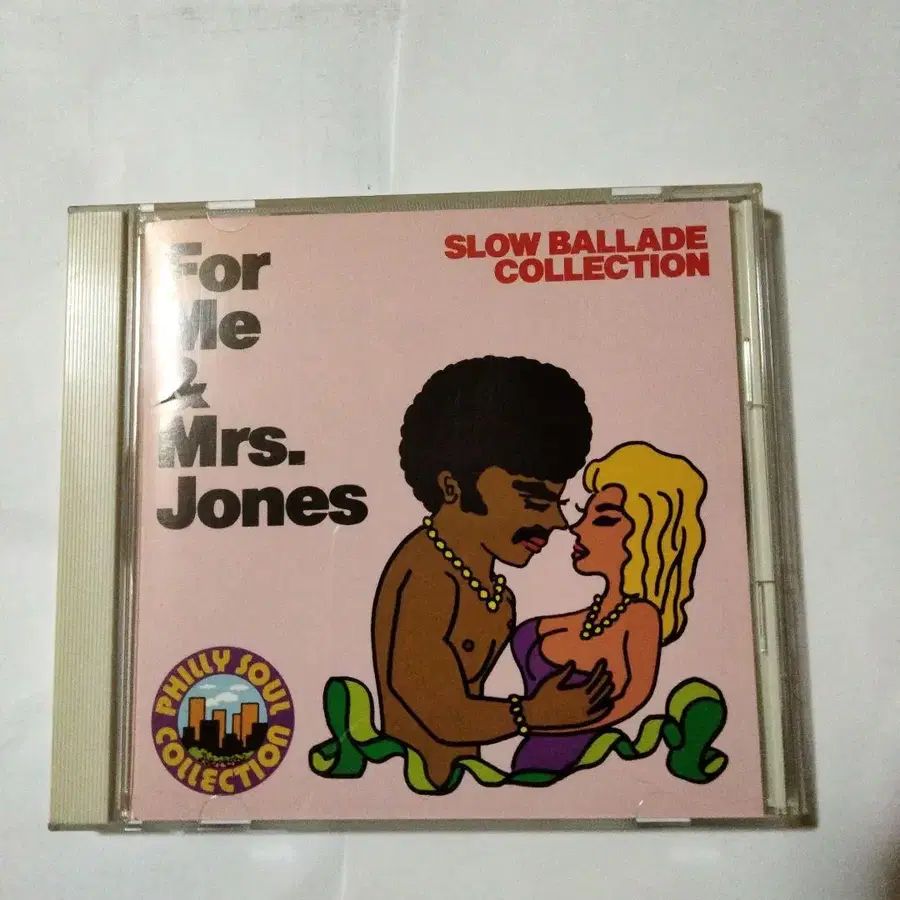 For
Me
&
Mrs.
Jones
SLOW BALLADE
COLLECTION
PHILLY SOUL
COLLECTION